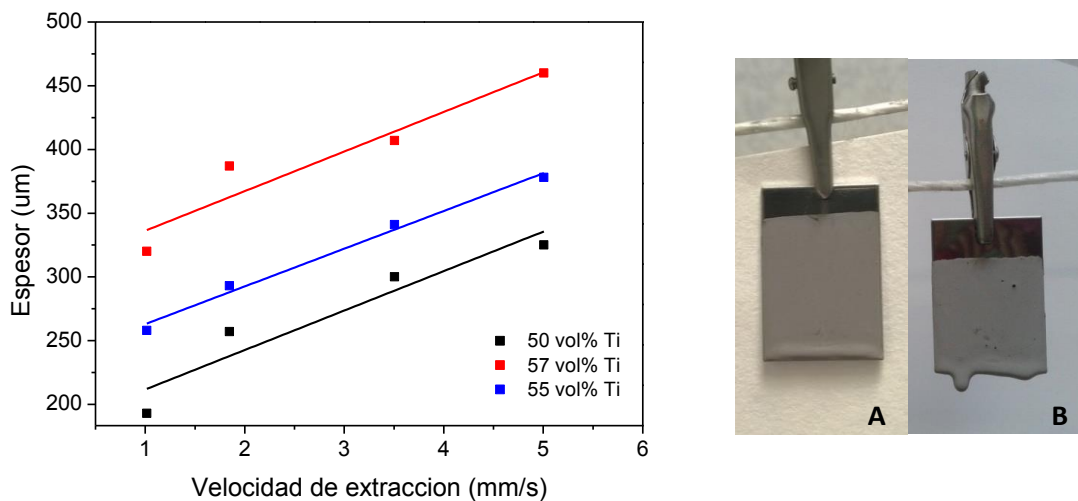 500
450
400
350
300
250
200
Espesor (um)
50 vol% Ti
57 vol% Ti
55 vol% Ti
1
2
3
4
5
6
Velocidad de extraccion (mm/s)
A
B